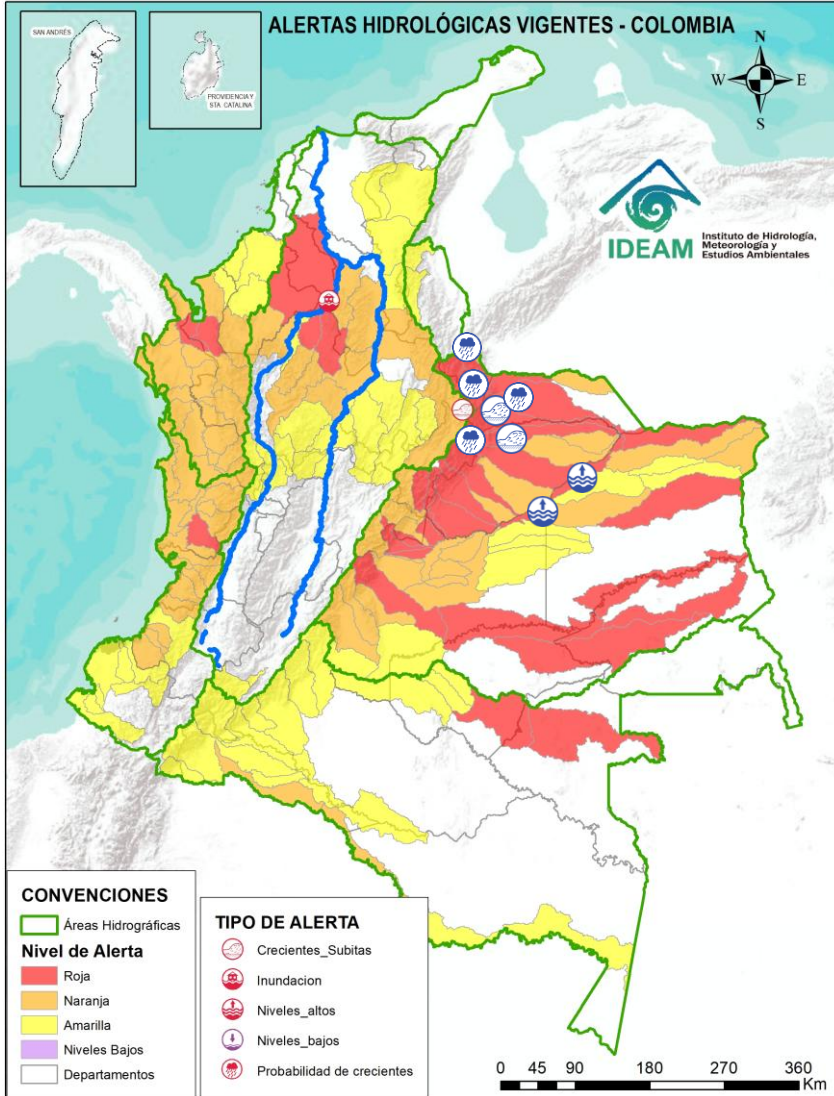 ALERTAS HIDROLÓGICAS VIGENTES - COLOMBIA
SAN ANDRÉS
PROVIDENCIA Y
STA. CATALINA
N
W E
S
IDEAM
Instituto de Hidrología,
Meteorología y
Estudios Ambientales
CONVENCIONES
Áreas Hidrográficas
Nivel de Alerta
Roja
Naranja
Amarilla
Niveles Bajos
Departamentos
TIPO DE ALERTA
Crecientes_Subitas
Inundacion
Niveles_altos
Niveles_bajos
Probabilidad de crecientes
0 45 90 180 270 360
Km